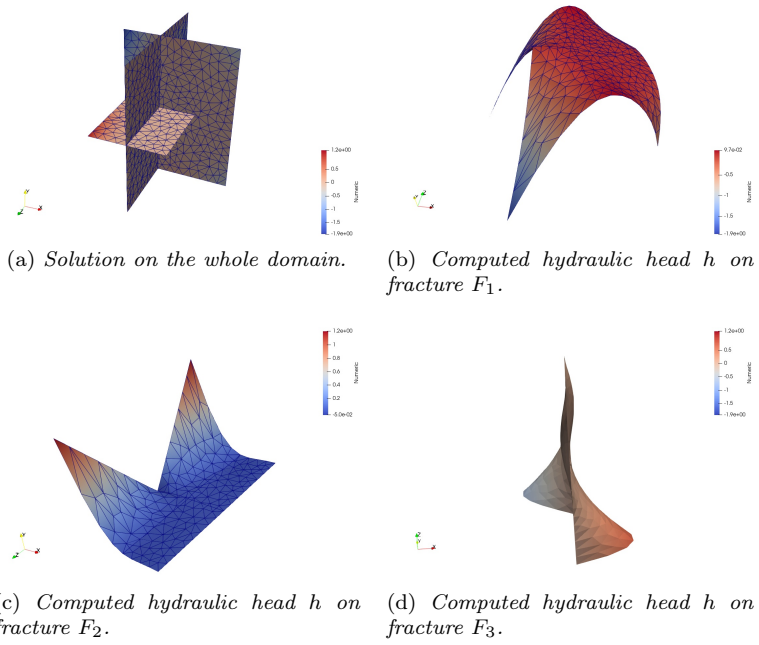 1.2e+00
0.5
0
-0.5
-1
-1.5
-1.9e+00
Numeric
Y
X
Z
(a) Solution on the whole domain.
9.7e-02
-0.5
-1
-1.5
-1.9e+00
Numeric
Y
Z
X
(b) Computed hydraulic head h on
fracture F₁.
1.2e+00
1
0.8
0.6
0.4
0.2
-5.0e-02
Numeric
Y
X
Z
c) Computed hydraulic head h on
fracture F₂.
1.2e+00
0.5
0
-0.5
-1
-1.5
-1.9e+00
Numeric
Z
Y
X
(d) Computed hydraulic head h on
fracture F₃.